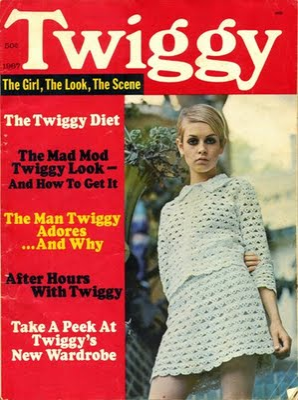 50¢
1967
Twiggy
The Girl, The Look, The Scene
The Twiggy Diet
The Mad Mod
Twiggy Look —
And How To Get It
The Man Twiggy
Adores
...And Why
After Hours
With Twiggy
Take A Peek At
Twiggy's
New Wardrobe